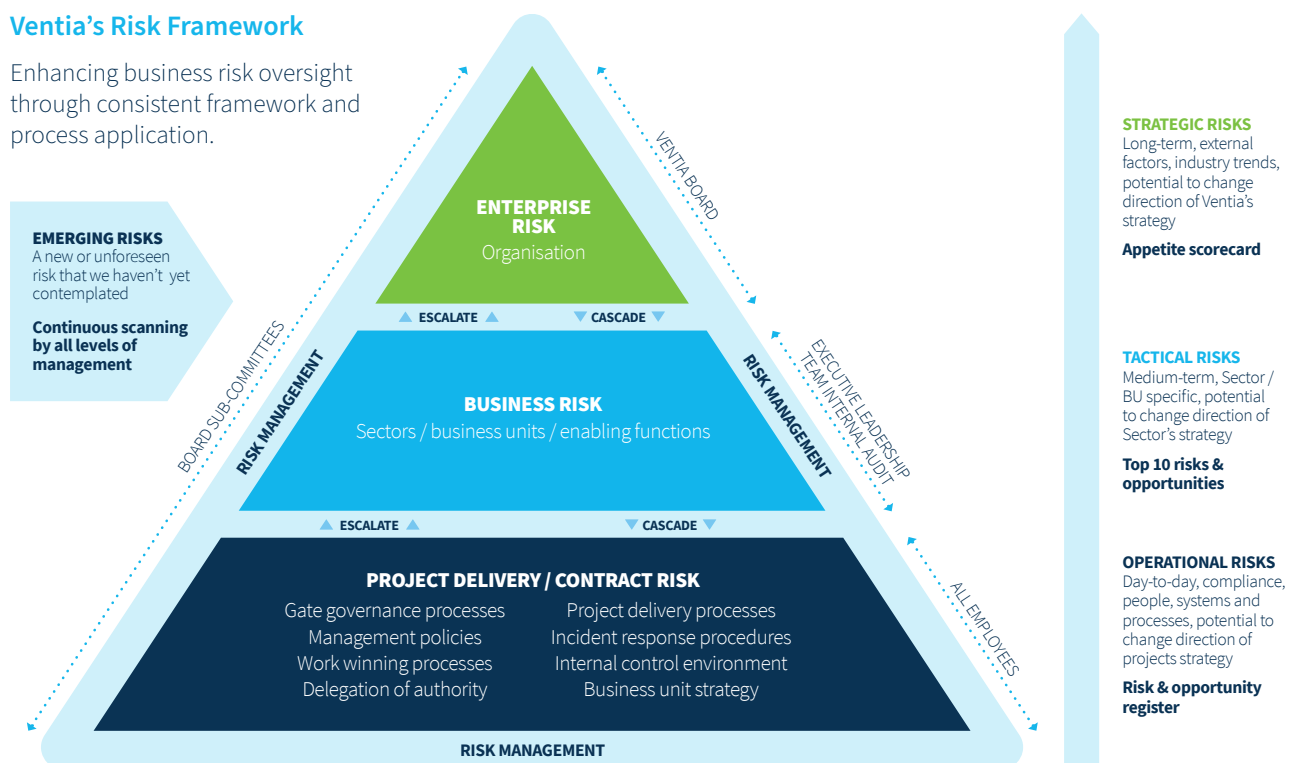 Ventia's Risk Framework
Enhancing business risk oversight
through consistent framework and
process application.
EMERGING RISKS
A new or unforeseen
risk that we haven't yet
contemplated
Continuous scanning
by all levels of
management
BOARD SUB-COMMITTEES
RISK MANAGEMENT
ENTERPRISE
RISK
Organisation
ESCALATE
CASCADE
BUSINESS RISK
Sectors / business units / enabling functions
ESCALATE
CASCADE
PROJECT DELIVERY / CONTRACT RISK
Gate governance processes
Management policies
Work winning processes
Delegation of authority
Project delivery processes
Incident response procedures
Internal control environment
Business unit strategy
RISK MANAGEMENT
RISK MANAGEMENT
VENTIA BOARD
EXECUTIVE LEADERSHIP
TEAM INTERNAL AUDIT
ALL EMPLOYEES
STRATEGIC RISKS
Long-term, external
factors, industry trends,
potential to change
direction of Ventia's
strategy
Appetite scorecard
TACTICAL RISKS
Medium-term, Sector /
BU specific, potential
to change direction of
Sector's strategy
Top 10 risks &
opportunities
OPERATIONAL RISKS
Day-to-day, compliance,
people, systems and
processes, potential to
change direction of
projects strategy
Risk & opportunity
register